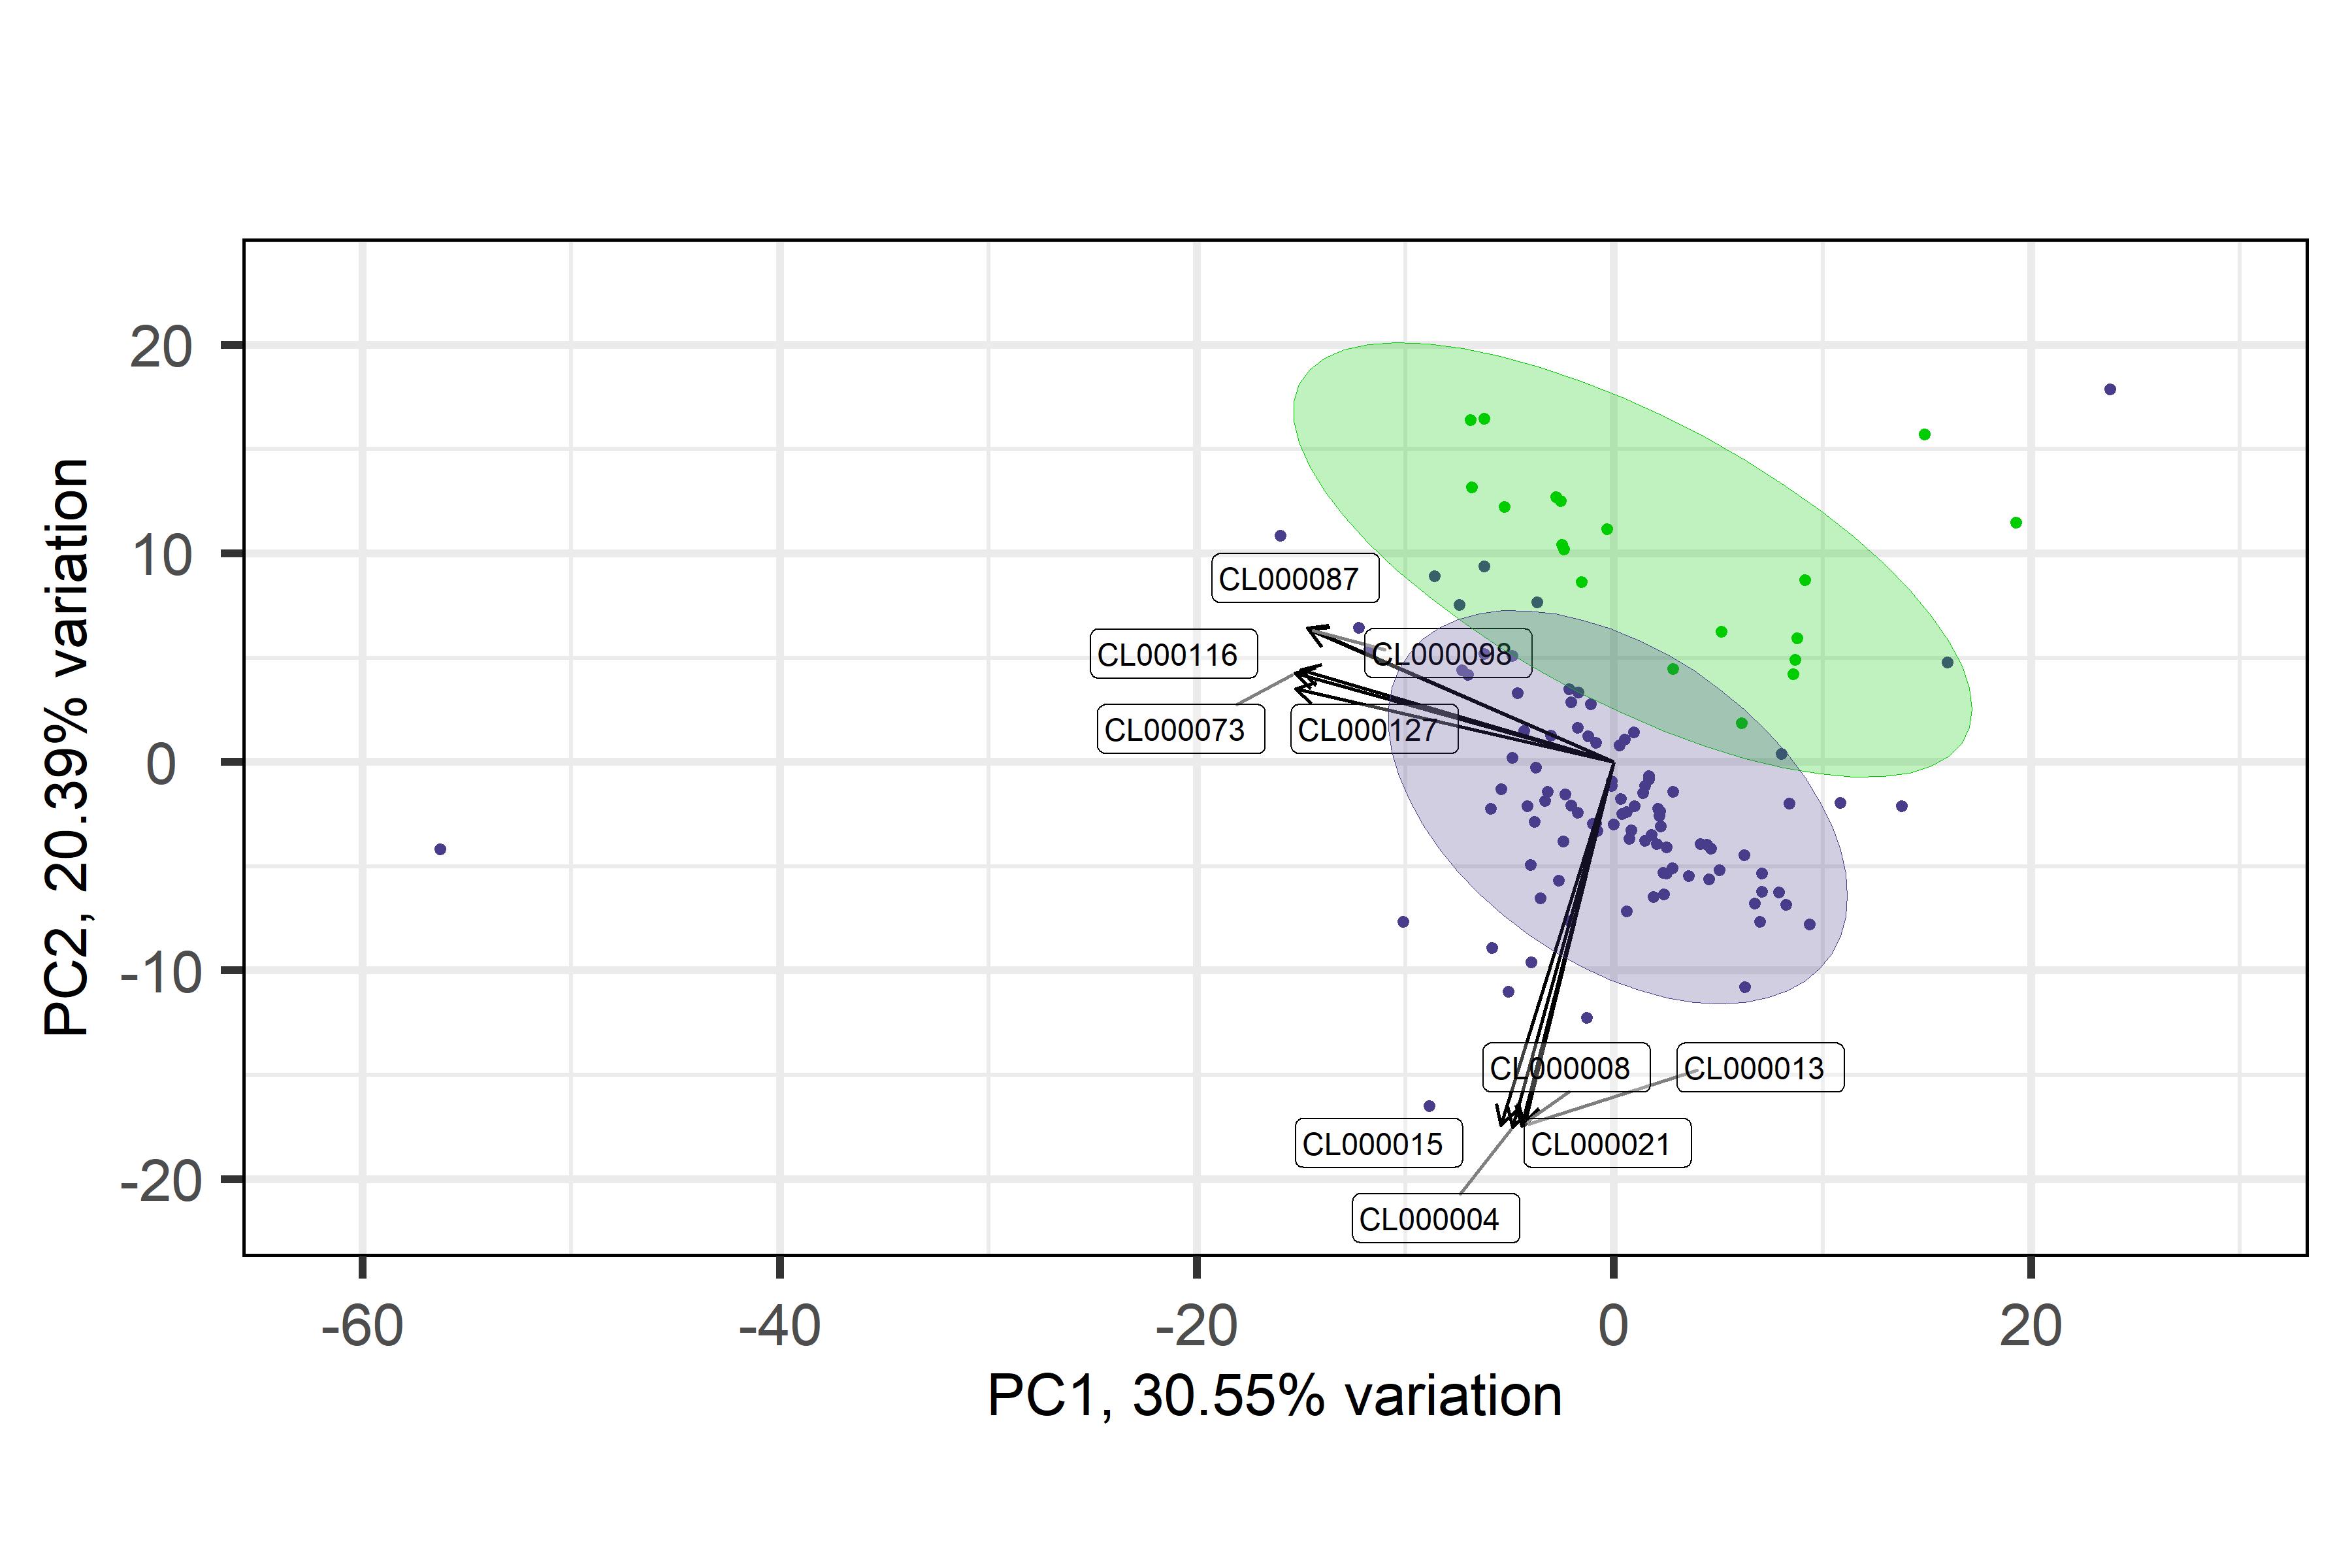 20
10
0
-10
-20
PC2, 20.39% variation
CL000087
CL000116
CL000098
CL000073
CL000127
CL000008
CL000013
CL000015
CL000021
CL000004
-60
-40
-20
0
20
PC1, 30.55% variation